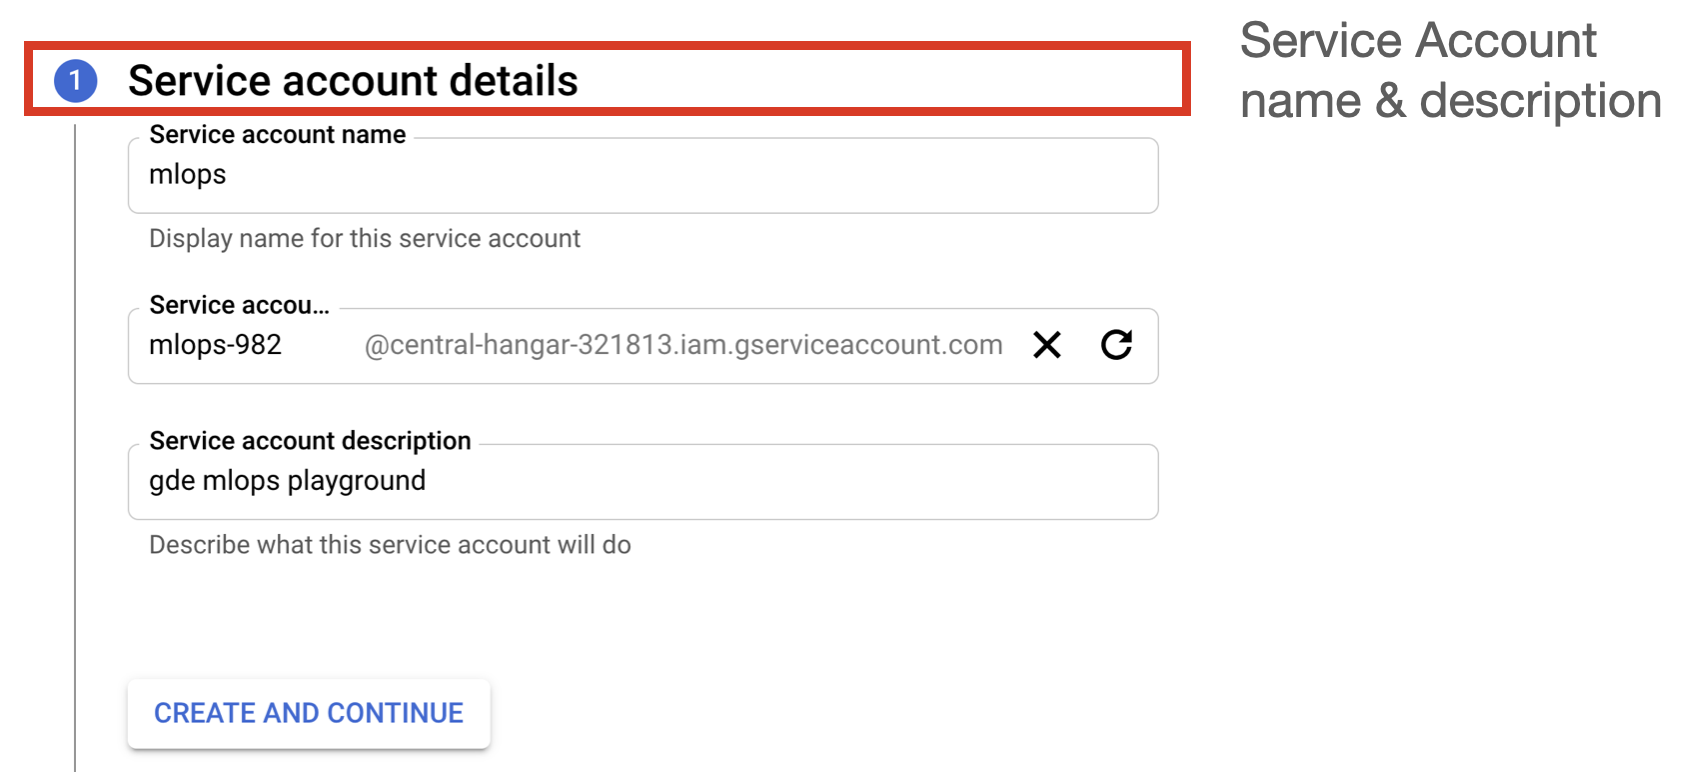 1 Service account details
Service Account
name & description
Service account name
mlops
Display name for this service account
Service accou...
mlops-982 @central-hangar-321813.iam.gserviceaccount.com
Service account description
gde mlops playground
Describe what this service account will do
CREATE AND CONTINUE